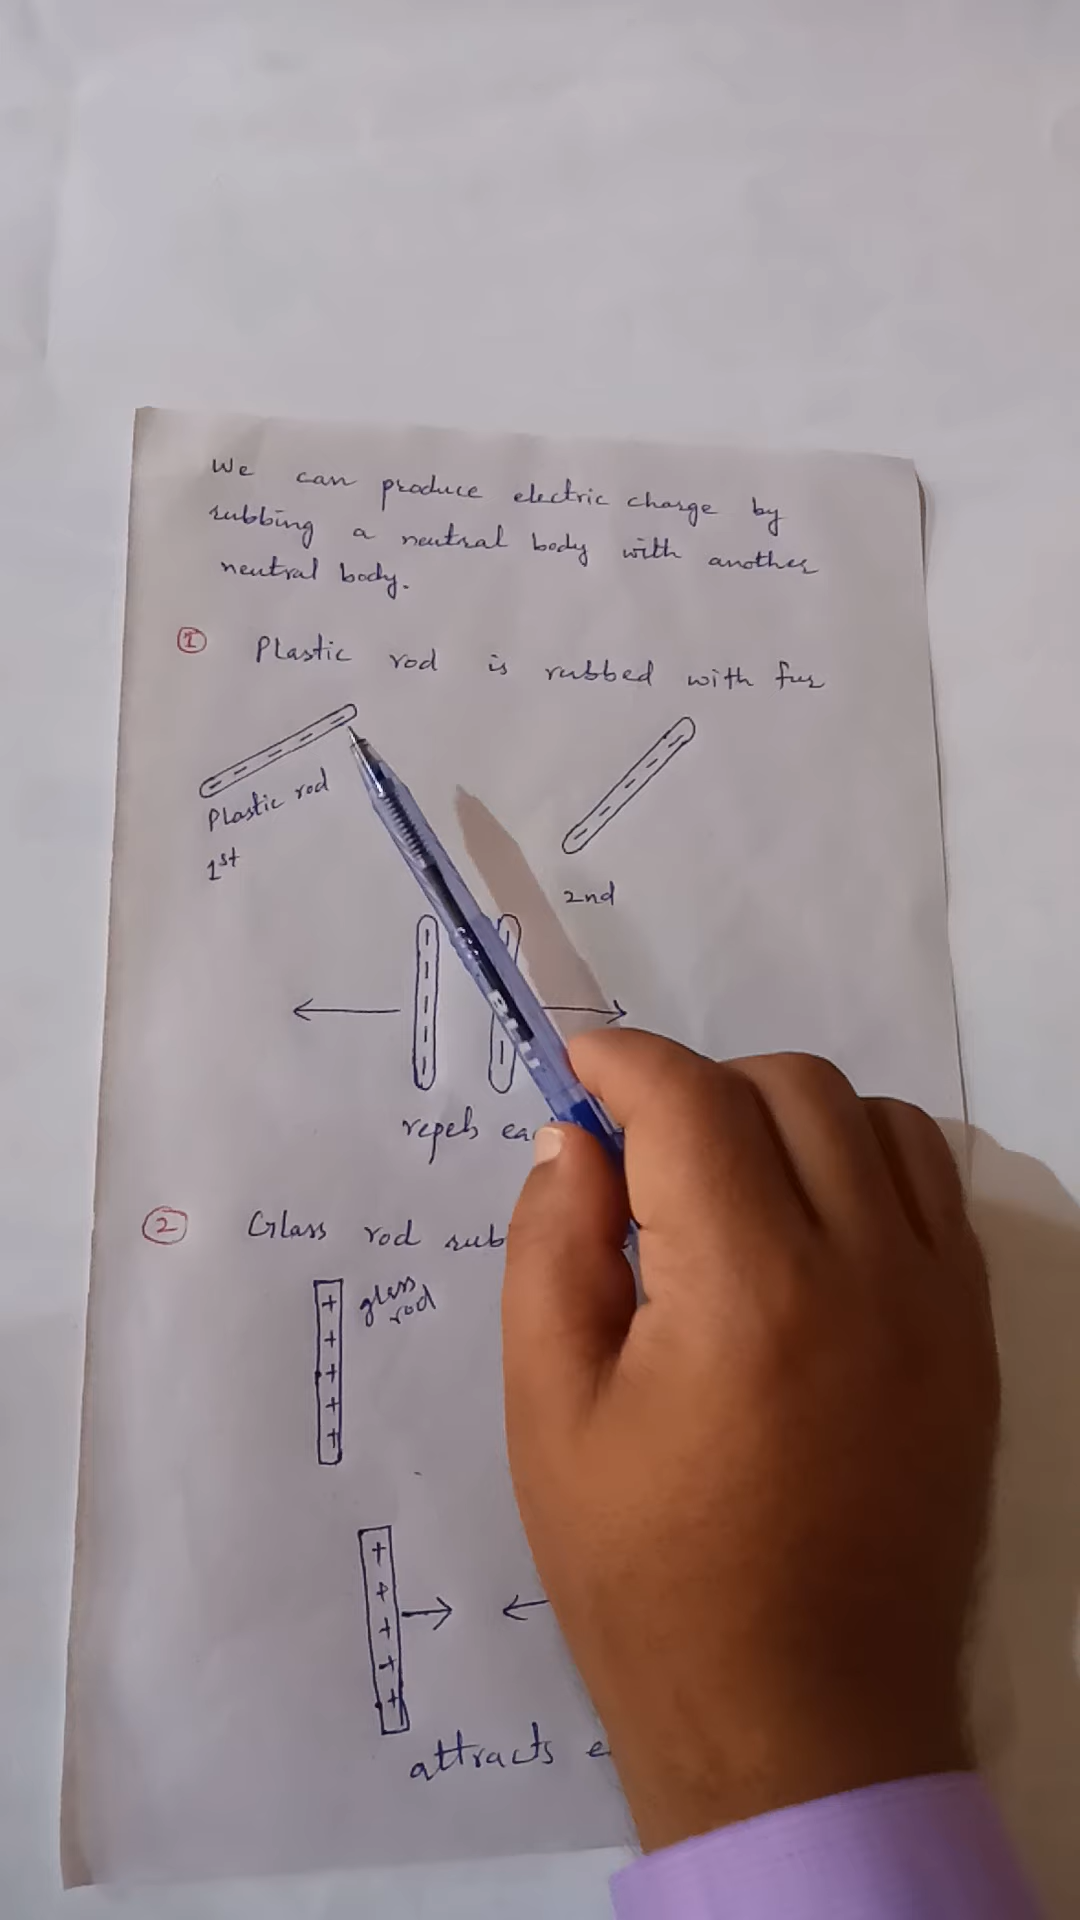 We can produce electric charge by
rubbing a neutral body with another
neutral body.
1 Plastic rod is rubbed with fur
Plastic rod
1st
2nd
repels
2 Glass rod
glass
rod
+
+
+
+
+
+
+
+
+
+
attracts
BLU